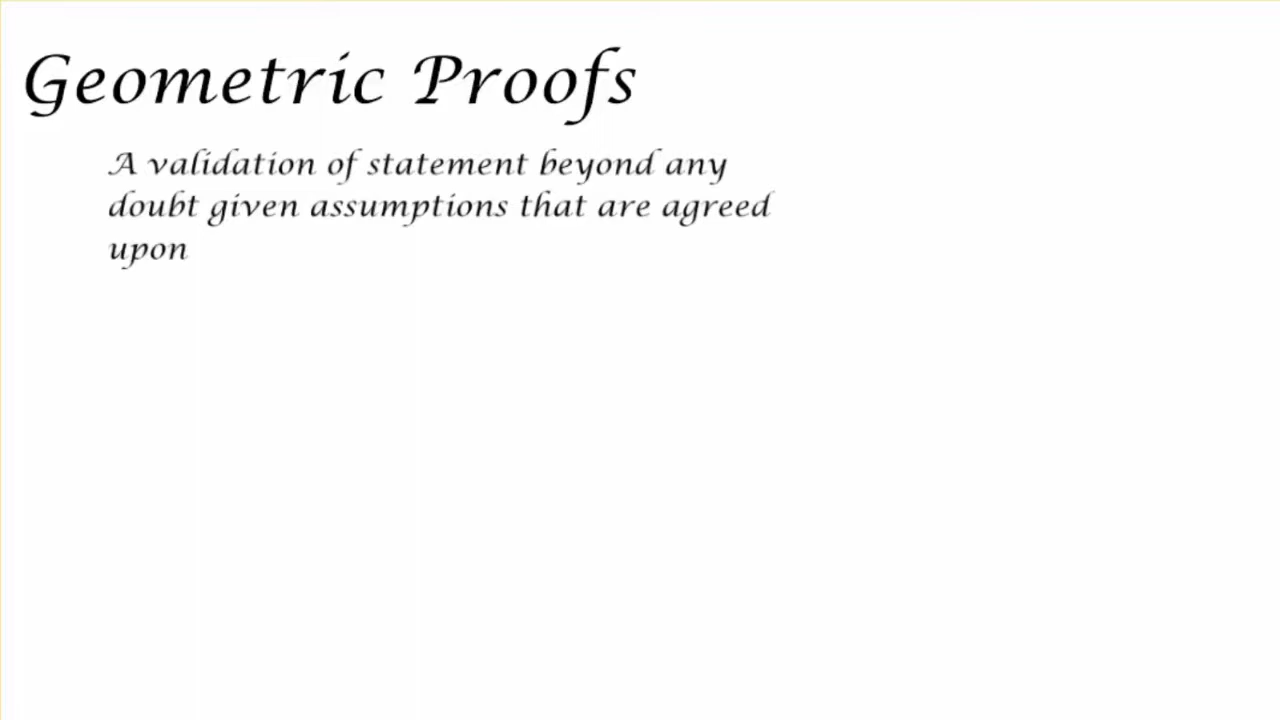 Geometric Proofs
A validation of statement beyond any
doubt given assumptions that are agreed
upon